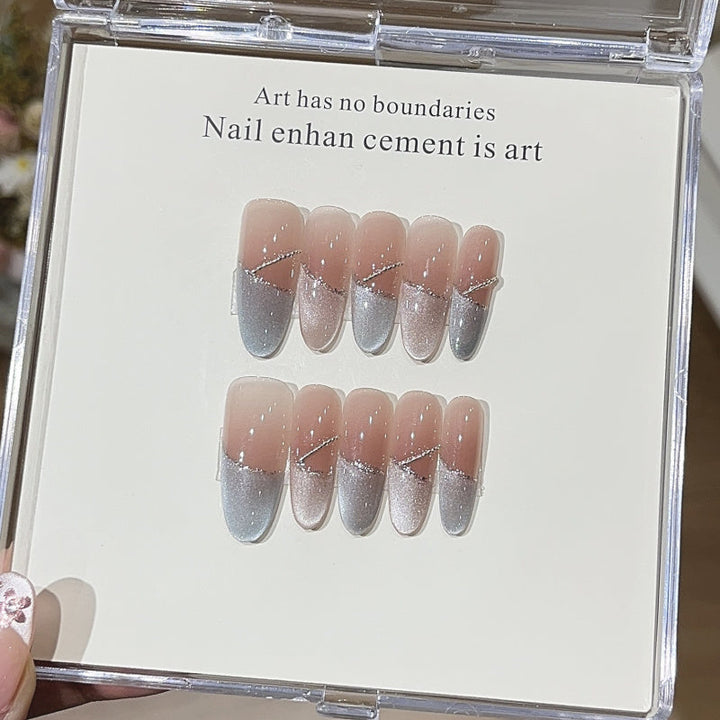 Art has no boundaries
Nail enhan cement is art